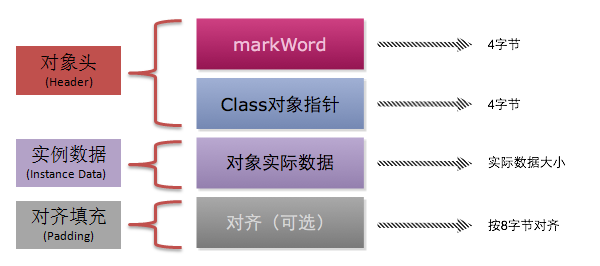 对象头
(Header)
markWord
4字节
Class对象指针
4字节
实例数据
(Instance Data)
对象实际数据
实际数据大小
对齐填充
(Padding)
对齐（可选）
按8字节对齐